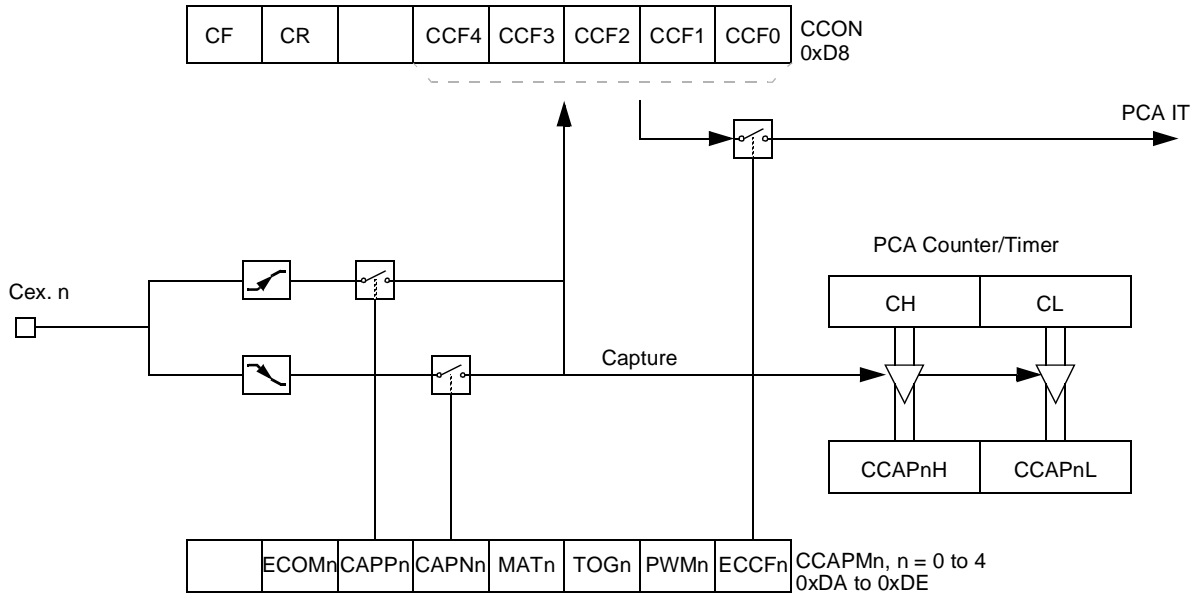 CF CR CCF4 CCF3 CCF2 CCF1 CCF0 CCON
0xD8
PCA IT
PCA Counter/Timer
Cex. n
CH CL
Capture
CCAPnH CCAPnL
ECOMn CAPPn CAPNn MATn TOGn PWMn ECCFn CCAPMn, n = 0 to 4
0xDA to 0xDE